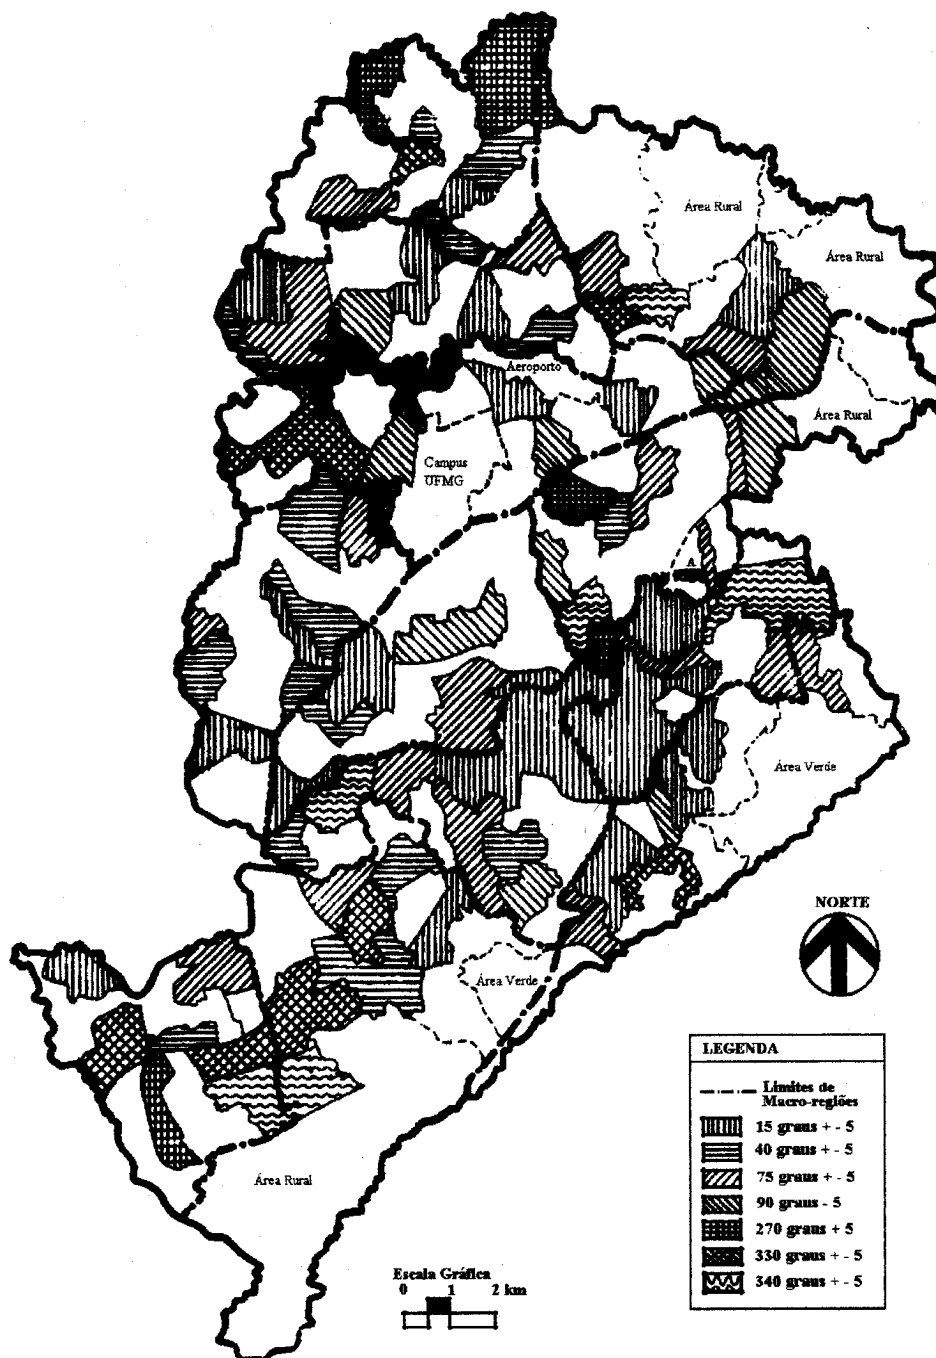 Área Rural
Área Rural
Aeroporto
Área Rural
Campus
UFMG
A
Área Verde
NORTE
Área Verde
LEGENDA
Limites de
Macro-regiões
15 graus + - 5
40 graus + - 5
75 graus + - 5
90 graus - 5
270 graus + 5
330 graus + - 5
340 graus + - 5
Área Rural
Escala Gráfica
0 1 2 km